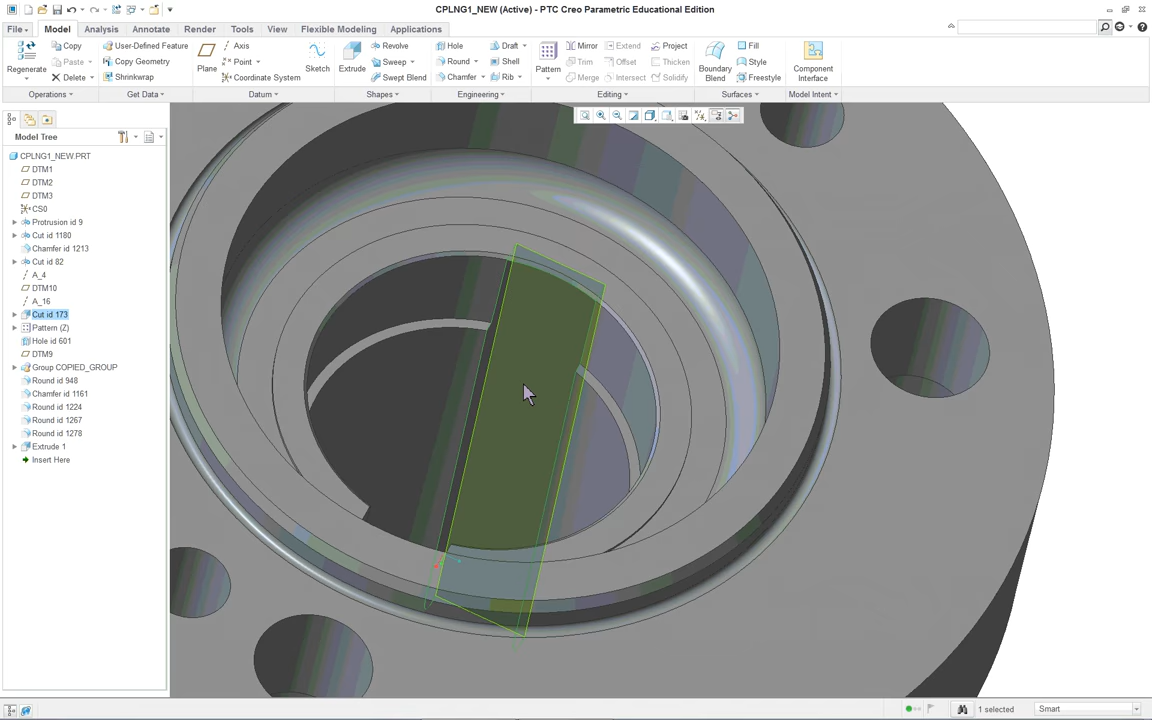 CPLNG1_NEW (Active) - PTC Creo Parametric Educational Edition
File
Model
Analysis
Annotate
Render
Tools
View
Flexible Modeling
Applications
Regenerate
Copy
Paste
Delete
User-Defined Feature
Copy Geometry
Shrinkwrap
Plane
Axis
Point
Coordinate System
Sketch
Extrude
Revolve
Sweep
Swept Blend
Hole
Round
Chamfer
Draft
Shell
Rib
Pattern
Mirror
Extend
Project
Trim
Offset
Thicken
Merge
Intersect
Solidify
Boundary
Blend
Fill
Style
Freestyle
Component
Interface
Operations
Get Data
Datum
Shapes
Engineering
Editing
Surfaces
Model Intent
Model Tree
CPLNG1_NEW.PRT
DTM1
DTM2
DTM3
CS0
Protrusion id 9
Cut id 1180
Chamfer id 1213
Cut id 82
A_4
DTM10
A_16
Cut id 173
Pattern (Z)
Hole id 601
DTM9
Group COPIED_GROUP
Round id 948
Chamfer id 1161
Round id 1224
Round id 1267
Round id 1278
Extrude 1
Insert Here
1 selected
Smart